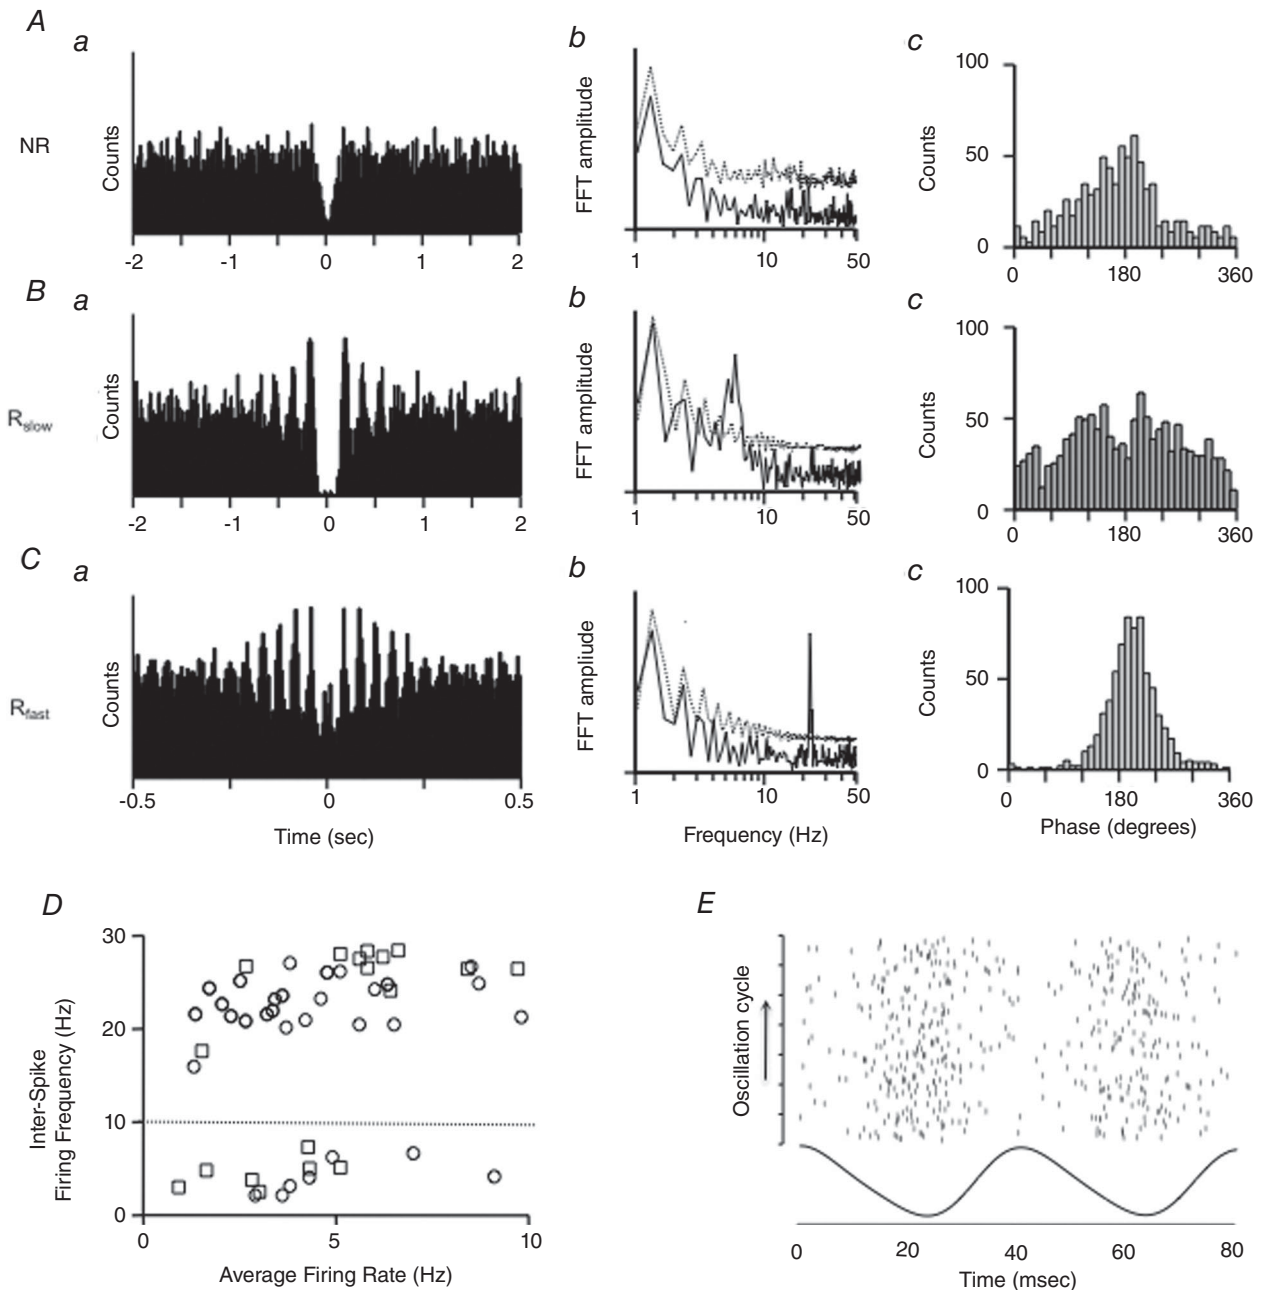 A
a
b
c
NR
Counts
FFT amplitude
Counts
100
50
0
-2 -1 0 1 2
1 10 50
0 180 360
B
a
b
c
Rslow
Counts
FFT amplitude
Counts
100
50
0
-2 -1 0 1 2
1 10 50
0 180 360
C
a
b
c
Rfast
Counts
FFT ampliude
Counts
100
50
0
-0.5 0 0.5
1 10 50
0 180 360
Time (sec)
Frequency (Hz)
Phase (degrees)
D
Inter-Spike
Firing Frequency (Hz)
30
20
10
0
0 5 10
Average Firing Rate (Hz)
E
Oscillation cycle
0 20 40 60 80
Time (msec)